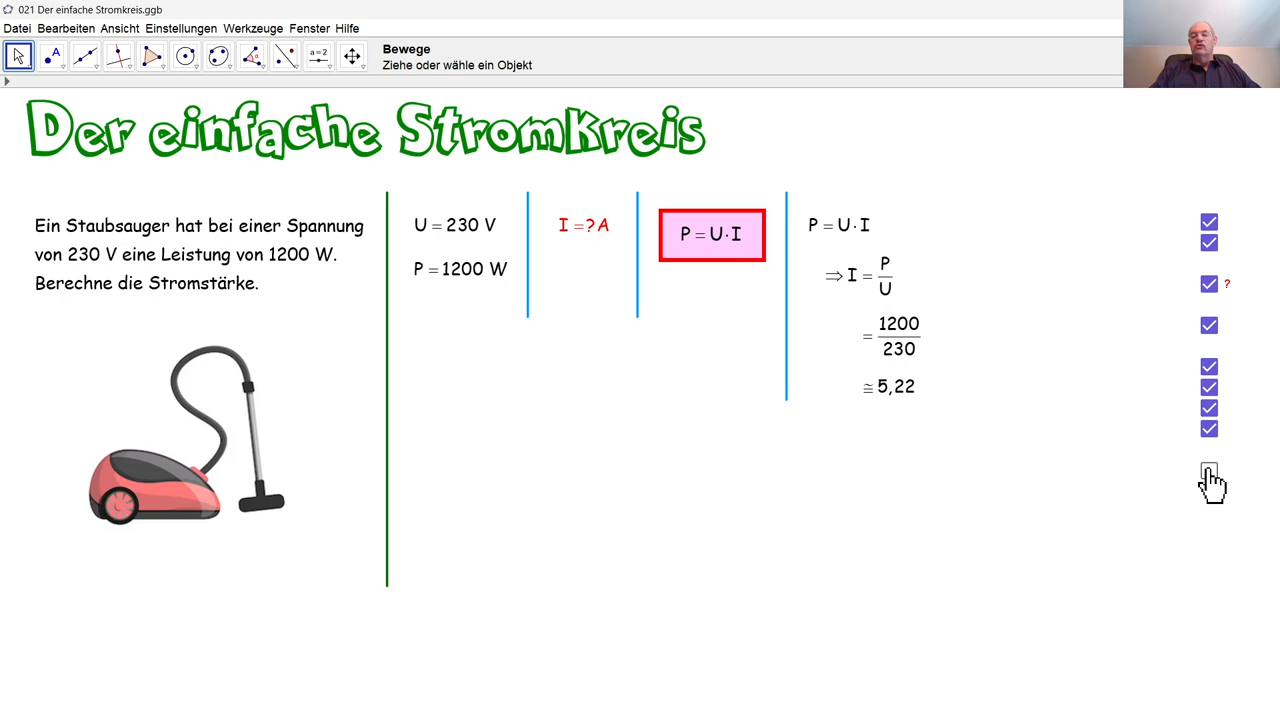 021 Der einfache Stromkreis.ggb
Datei Bearbeiten Ansicht Einstellungen Werkzeuge Fenster Hilfe
A
a=2
Bewege
Ziehe oder wähle ein Objekt
Der einfache Stromkreis
Ein Staubsauger hat bei einer Spannung
von 230 V eine Leistung von 1200 W.
Berechne die Stromstärke.
U = 230 V
P = 1200 W
I = ? A
P = U · I
P = U · I
⇒ I = P/U
= 1200/230
≅ 5,22
?